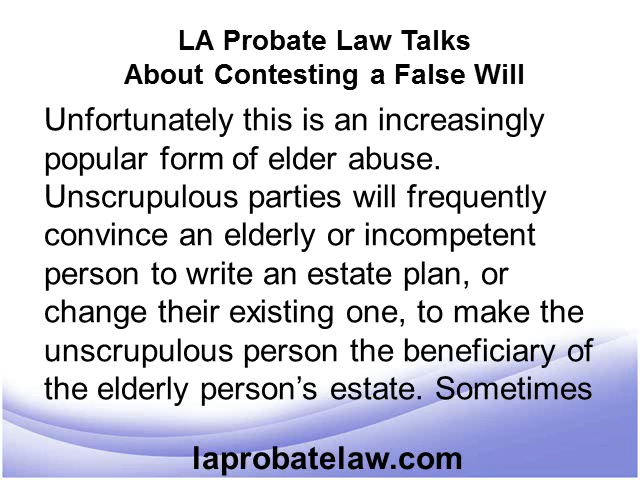 LA Probate Law Talks
About Contesting a False Will
Unfortunately this is an increasingly
popular form of elder abuse.
Unscrupulous parties will frequently
convince an elderly or incompetent
person to write an estate plan, or
change their existing one, to make the
unscrupulous person the beneficiary of
the elderly person’s estate. Sometimes
laprobatelaw.com